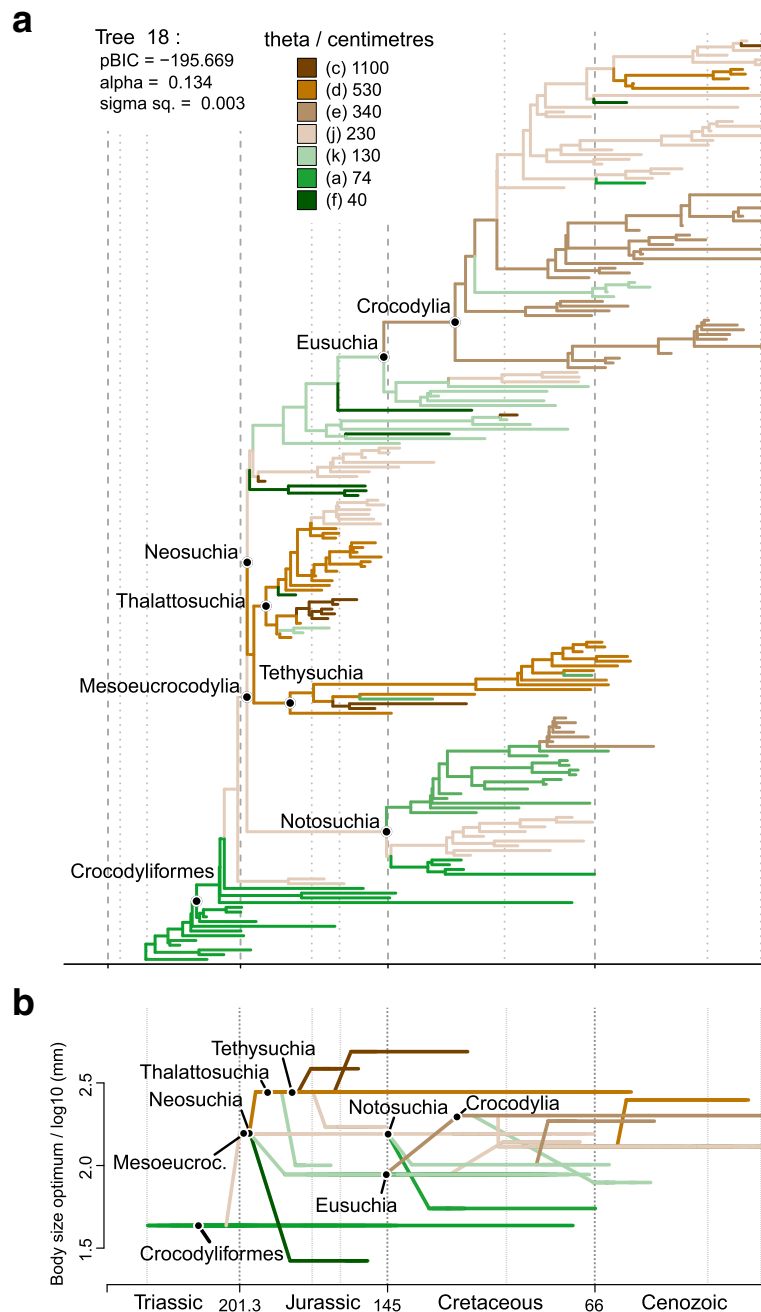 a
Tree 18 :
pBIC = −195.669
alpha = 0.134
sigma sq. = 0.003
theta / centimetres
(c) 1100
(d) 530
(e) 340
(j) 230
(k) 130
(a) 74
(f) 40
Crocodylia
Eusuchia
Neosuchia
Thalattosuchia
Tethysuchia
Mesoeucrocodylia
Notosuchia
Crocodyliformes
b
Body size optimum / log10 (mm)
2.5
2.0
1.5
Tethysuchia
Thalattosuchia
Neosuchia
Notosuchia
Crocodylia
Mesoeucroc.
Eusuchia
Crocodyliformes
Triassic 201.3 Jurassic 145 Cretaceous 66 Cenozoic